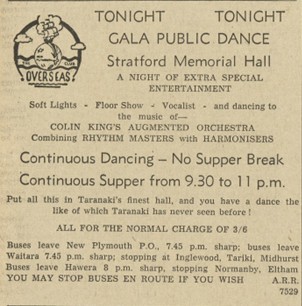 TONIGHT TONIGHT
GALA PUBLIC DANCE
Stratford Memorial Hall
A NIGHT OF EXTRA SPECIAL
ENTERTAINMENT
OVERSEAS
CLUB
Soft Lights - Floor Show - Vocalist - and dancing to
the music of—
COLIN KING'S AUGMENTED ORCHESTRA
Combining RHYTHM MASTERS with HARMONISERS
Continuous Dancing — No Supper Break
Continuous Supper from 9.30 to 11 p.m.
Put all this in Taranaki's finest hall, and you have a dance
the like of which Taranaki has never seen before!
ALL FOR THE NORMAL CHARGE OF 3/6
Buses leave New Plymouth P.O., 7.45 p.m. sharp; buses leave
Waitara 7.45 p.m. sharp; stopping at Inglewood, Tariki, Midhurst
Buses leave Hawera 8 p.m. sharp, stopping Normanby, Eltham
YOU MAY STOP BUSES EN ROUTE IF YOU WISH A.R.R.
7529